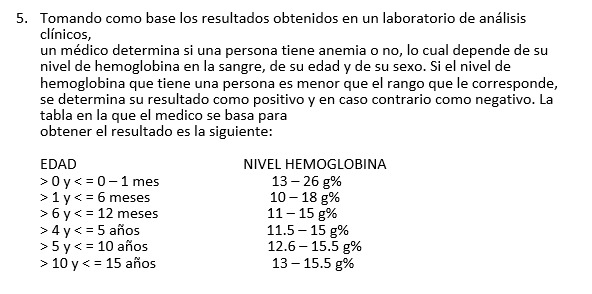 5. Tomando como base los resultados obtenidos en un laboratorio de análisis
clínicos,
un médico determina si una persona tiene anemia o no, lo cual depende de su
nivel de hemoglobina en la sangre, de su edad y de su sexo. Si el nivel de
hemoglobina que tiene una persona es menor que el rango que le corresponde,
se determina su resultado como positivo y en caso contrario como negativo. La
tabla en la que el medico se basa para
obtener el resultado es la siguiente:
EDAD NIVEL HEMOGLOBINA
> 0 y < = 0 – 1 mes 13 – 26 g%
> 1 y < = 6 meses 10 – 18 g%
> 6 y < = 12 meses 11 – 15 g%
> 4 y < = 5 años 11.5 – 15 g%
> 5 y < = 10 años 12.6 – 15.5 g%
> 10 y < = 15 años 13 – 15.5 g%